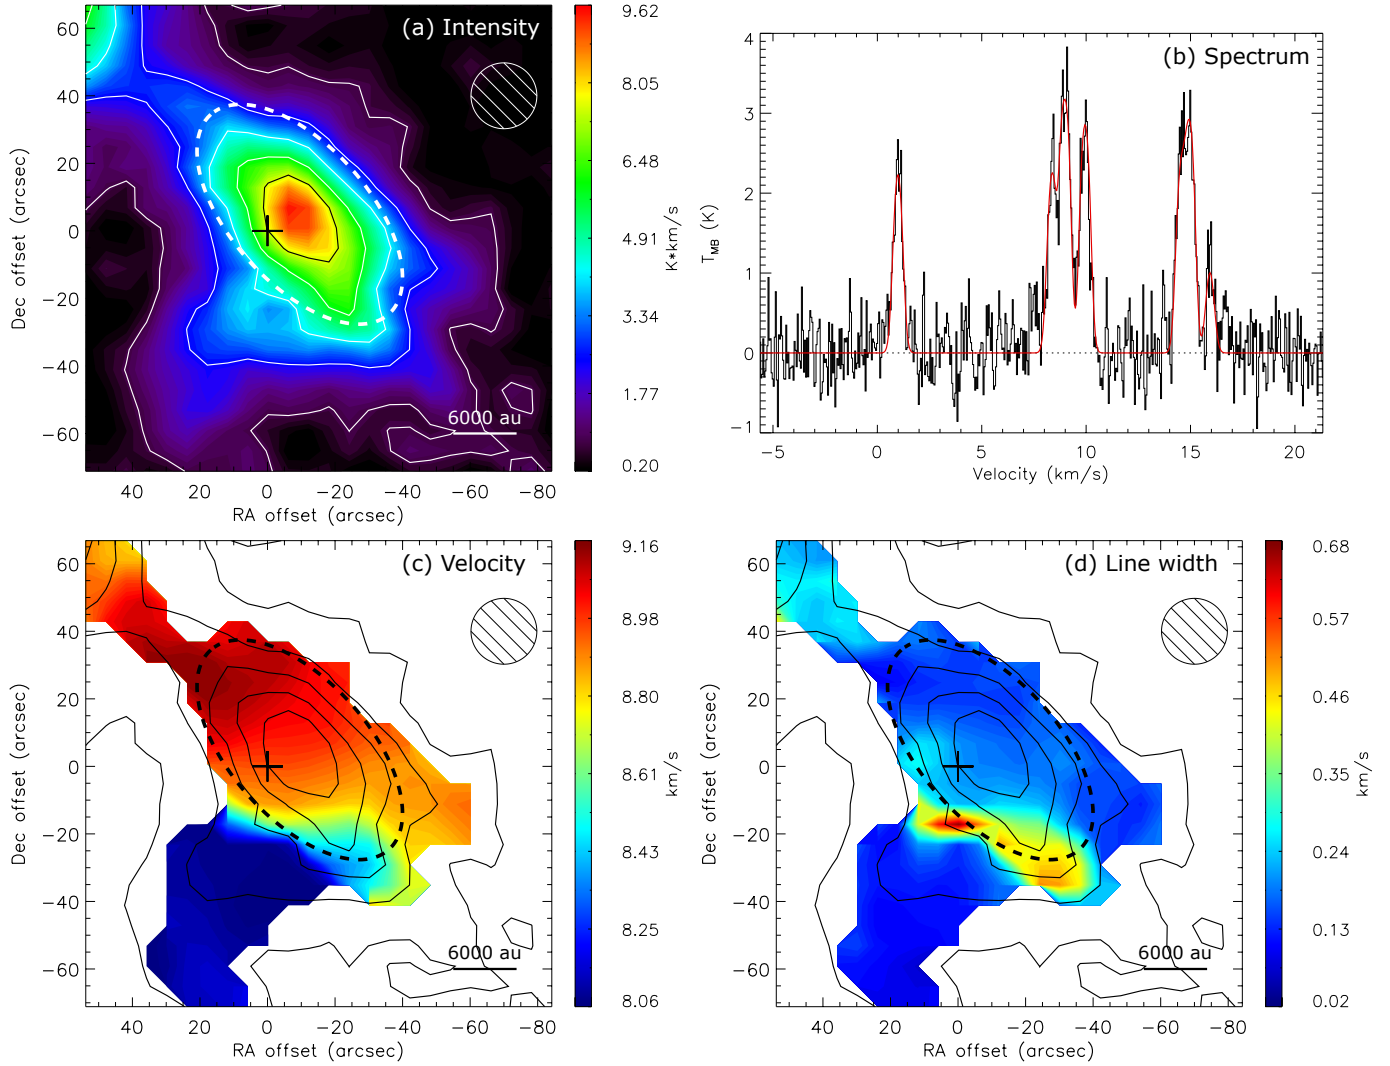 (a) Intensity
60
40
20
0
−20
−40
−60
Dec offset (arcsec)
40 20 0 −20 −40 −60 −80
RA offset (arcsec)
6000 au
9.62
8.05
6.48
4.91
3.34
1.77
0.20
K*km/s
(b) Spectrum
4
3
2
1
0
−1
T_MB (K)
−5 0 5 10 15 20
Velocity (km/s)
(c) Velocity
60
40
20
0
−20
−40
−60
Dec offset (arcsec)
40 20 0 −20 −40 −60 −80
RA offset (arcsec)
6000 au
9.16
8.98
8.80
8.61
8.43
8.25
8.06
km/s
(d) Line width
60
40
20
0
−20
−40
−60
Dec offset (arcsec)
40 20 0 −20 −40 −60 −80
RA offset (arcsec)
6000 au
0.68
0.57
0.46
0.35
0.24
0.13
0.02
km/s